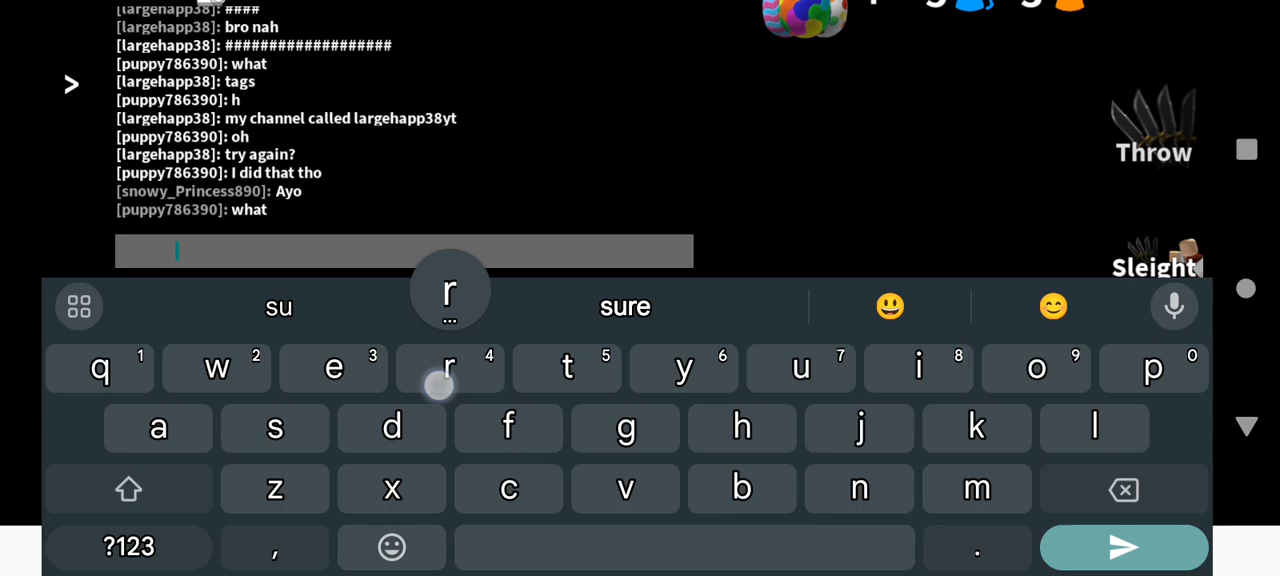 [largehapp38]: ####
[largehapp38]: bro nah
[largehapp38]: ###################
[puppy786390]: what
> [largehapp38]: tags
[puppy786390]: h
[largehapp38]: my channel called largehapp38yt
[puppy786390]: oh
[largehapp38]: try again?
[puppy786390]: I did that tho
Throw
[snowy_Princess890]: Ayo
[puppy786390]: what
Sleight
su r sure 😃 😊
...
q 1 w 2 e 3 r 4 t 5 y 6 u 7 i 8 o 9 p 0
a s d f g h j k l
z x c v b n m
?123 , .